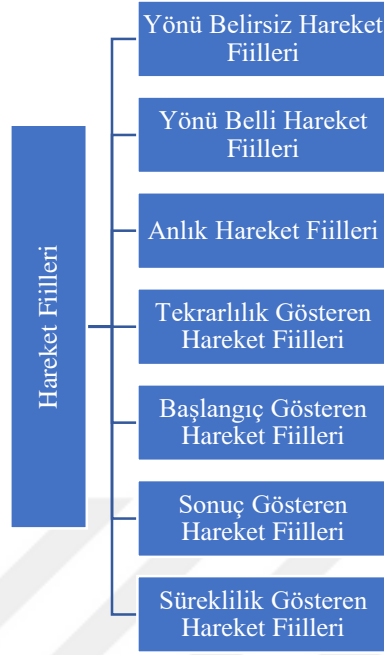 Hareket Fiilleri
Yönü Belirsiz Hareket
Fiilleri
Yönü Belli Hareket
Fiilleri
Anlık Hareket Fiilleri
Tekrarlılık Gösteren
Hareket Fiilleri
Başlangıç Gösteren
Hareket Fiilleri
Sonuç Gösteren
Hareket Fiilleri
Süreklilik Gösteren
Hareket Fiilleri